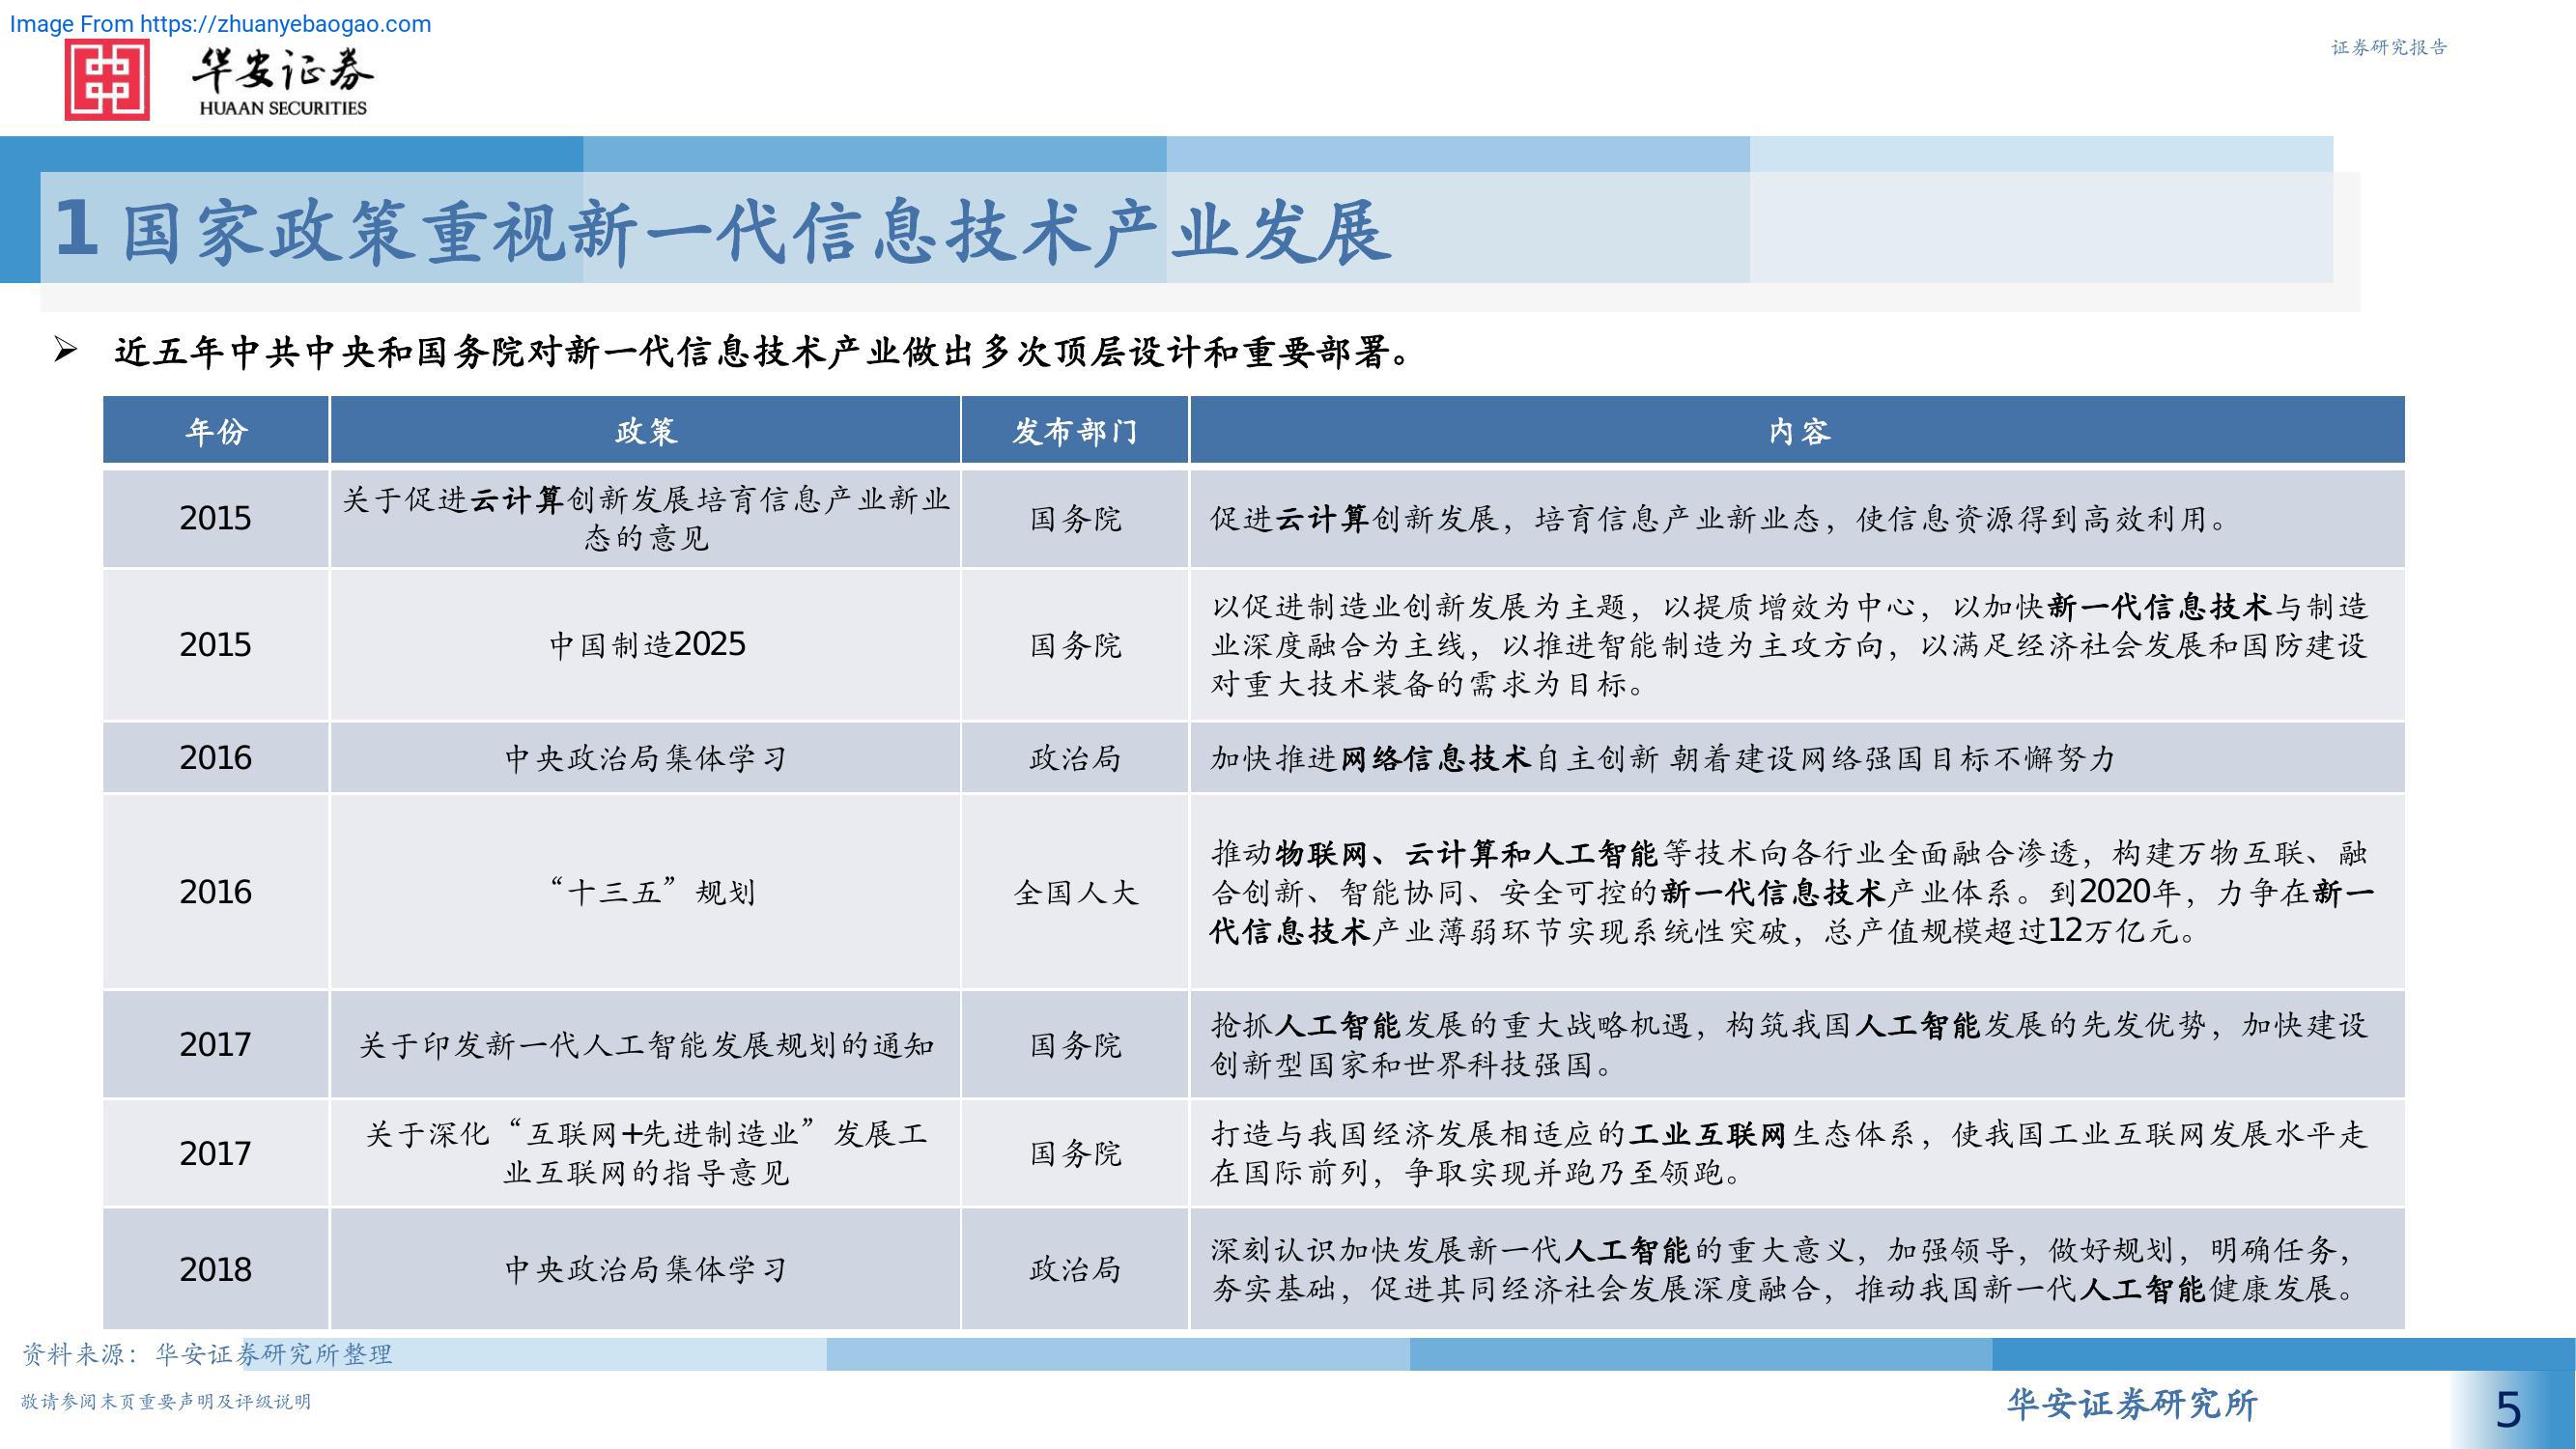 Image From https://zhuanyebaogao.com
华安证券
HUAAN SECURITIES
证券研究报告
1 国家政策重视新一代信息技术产业发展
➢ 近五年中共中央和国务院对新一代信息技术产业做出多次顶层设计和重要部署。
年份 政策 发布部门 内容
2015
关于促进云计算创新发展培育信息产业新业
态的意见
国务院
促进云计算创新发展，培育信息产业新业态，使信息资源得到高效利用。
2015
中国制造2025
国务院
以促进制造业创新发展为主题，以提质增效为中心，以加快新一代信息技术与制造
业深度融合为主线，以推进智能制造为主攻方向，以满足经济社会发展和国防建设
对重大技术装备的需求为目标。
2016
中央政治局集体学习
政治局
加快推进网络信息技术自主创新 朝着建设网络强国目标不懈努力
2016
“十三五”规划
全国人大
推动物联网、云计算和人工智能等技术向各行业全面融合渗透，构建万物互联、融
合创新、智能协同、安全可控的新一代信息技术产业体系。到2020年，力争在新一
代信息技术产业薄弱环节实现系统性突破，总产值规模超过12万亿元。
2017
关于印发新一代人工智能发展规划的通知
国务院
抢抓人工智能发展的重大战略机遇，构筑我国人工智能发展的先发优势，加快建设
创新型国家和世界科技强国。
2017
关于深化“互联网+先进制造业”发展工
业互联网的指导意见
国务院
打造与我国经济发展相适应的工业互联网生态体系，使我国工业互联网发展水平走
在国际前列，争取实现并跑乃至领跑。
2018
中央政治局集体学习
政治局
深刻认识加快发展新一代人工智能的重大意义，加强领导，做好规划，明确任务，
夯实基础，促进其同经济社会发展深度融合，推动我国新一代人工智能健康发展。
资料来源：华安证券研究所整理
敬请参阅末页重要声明及评级说明
华安证券研究所
5